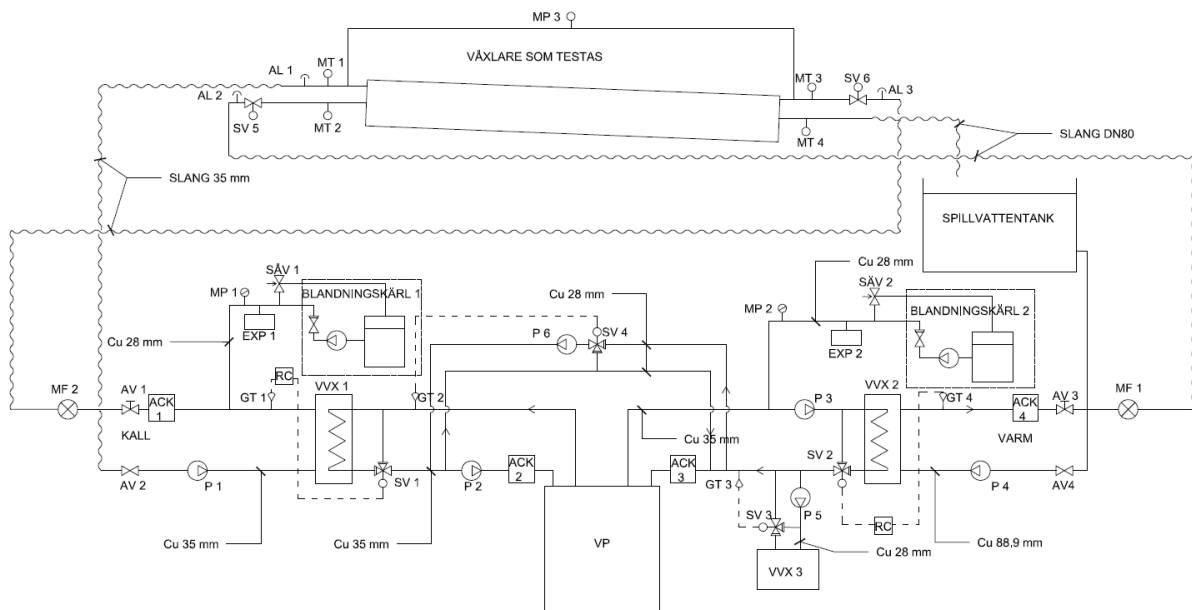 MP 3
VÄXLARE SOM TESTAS
AL 1
MT 1
MT 3
SV 6
AL 3
AL 2
SV 5
MT 2
MT 4
SLANG DN80
SLANG 35 mm
SPILLVATTENTANK
SÄV 1
MP 1
BLANDNINGSKÄRL 1
EXP 1
Cu 28 mm
Cu 28 mm
P 6
SV 4
Cu 28 mm
SÄV 2
MP 2
BLANDNINGSKÄRL 2
EXP 2
MF 2
AV 1
ACK
1
KALL
RC
GT 1
VVX 1
GT 2
Cu 35 mm
P 3
VVX 2
GT 4
ACK
4
VARM
AV 3
MF 1
AV 2
P 1
SV 1
P 2
ACK
2
ACK
3
GT 3
SV 2
P 4
AV4
SV 3
P 5
RC
Cu 35 mm
Cu 35 mm
VP
VVX 3
Cu 28 mm
Cu 88,9 mm